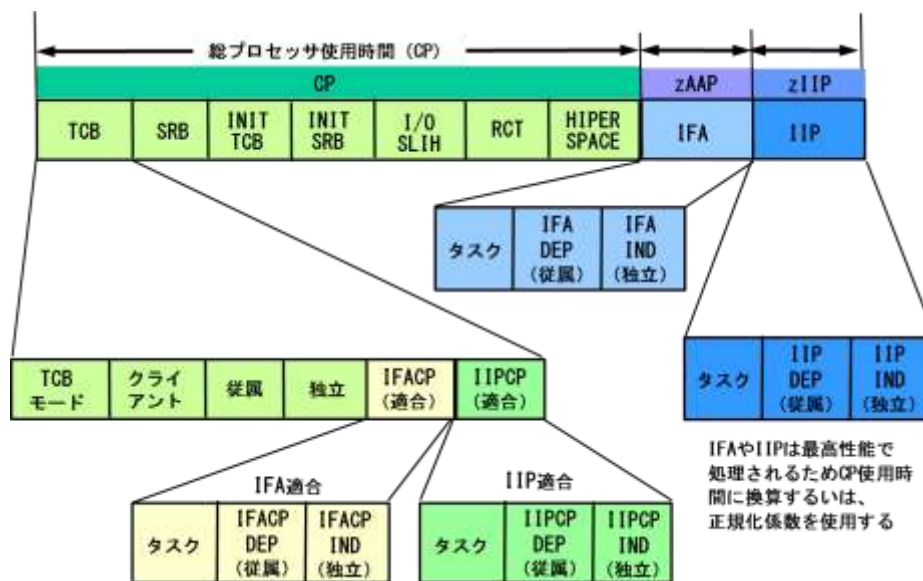 総プロセッサ使用時間（CP）
CP
zAAP
zIIP
TCB
SRB
INIT
TCB
INIT
SRB
I/O
SLIH
RCT
HIPER
SPACE
IFA
IIP
タスク
IFA
DEP
(従属)
IFA
IND
(独立)
タスク
IIP
DEP
(従属)
IIP
IND
(独立)
TCB
モード
クライ
アント
従属
独立
IFACP
(適合)
IIPCP
(適合)
IFA適合
タスク
IFACP
DEP
(従属)
IFACP
IND
(独立)
IIP適合
タスク
IIPCP
DEP
(従属)
IIPCP
IND
(独立)
IFAやIIPは最高性能で
処理されるためCP使用時
間に換算するいは、
正規化係数を使用する